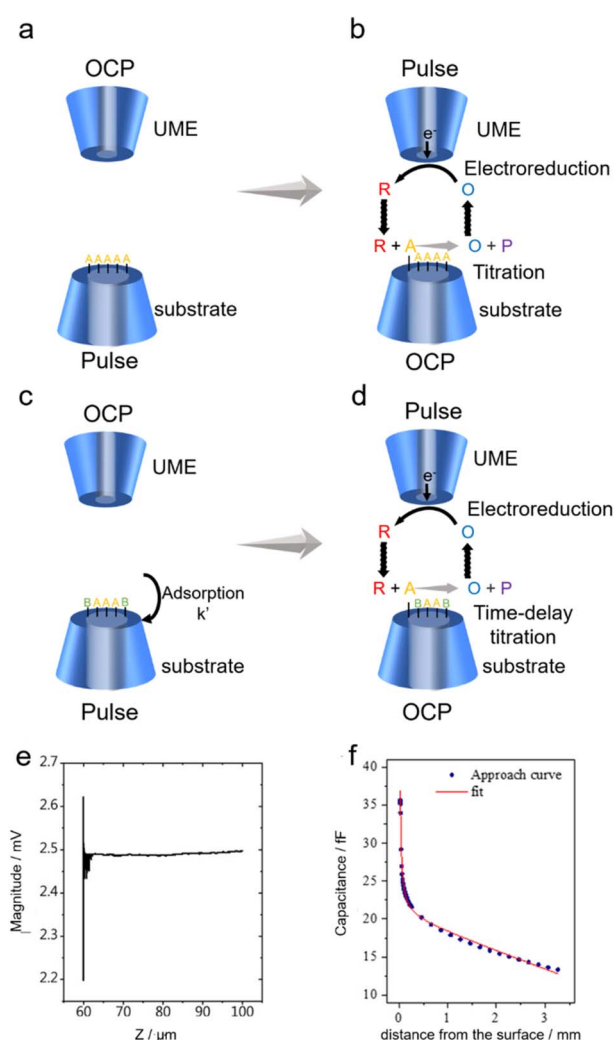 a
OCP
UME
AAAAA
substrate
Pulse
b
Pulse
e-
UME
Electroreduction
R
O
R + A
O + P
AAAA
Titration
substrate
OCP
c
OCP
UME
Adsorption
k'
BAAAB
substrate
Pulse
d
Pulse
e-
UME
Electroreduction
R
O
R + A
O + P
BAAB
Time-delay
titration
substrate
OCP
e
2.7
2.6
2.5
2.4
2.3
2.2
Magnitude / mV
60
70
80
90
100
Z / µm
f
40
35
30
25
20
15
10
Capacitance / fF
Approach curve
fit
0
1
2
3
distance from the surface / mm